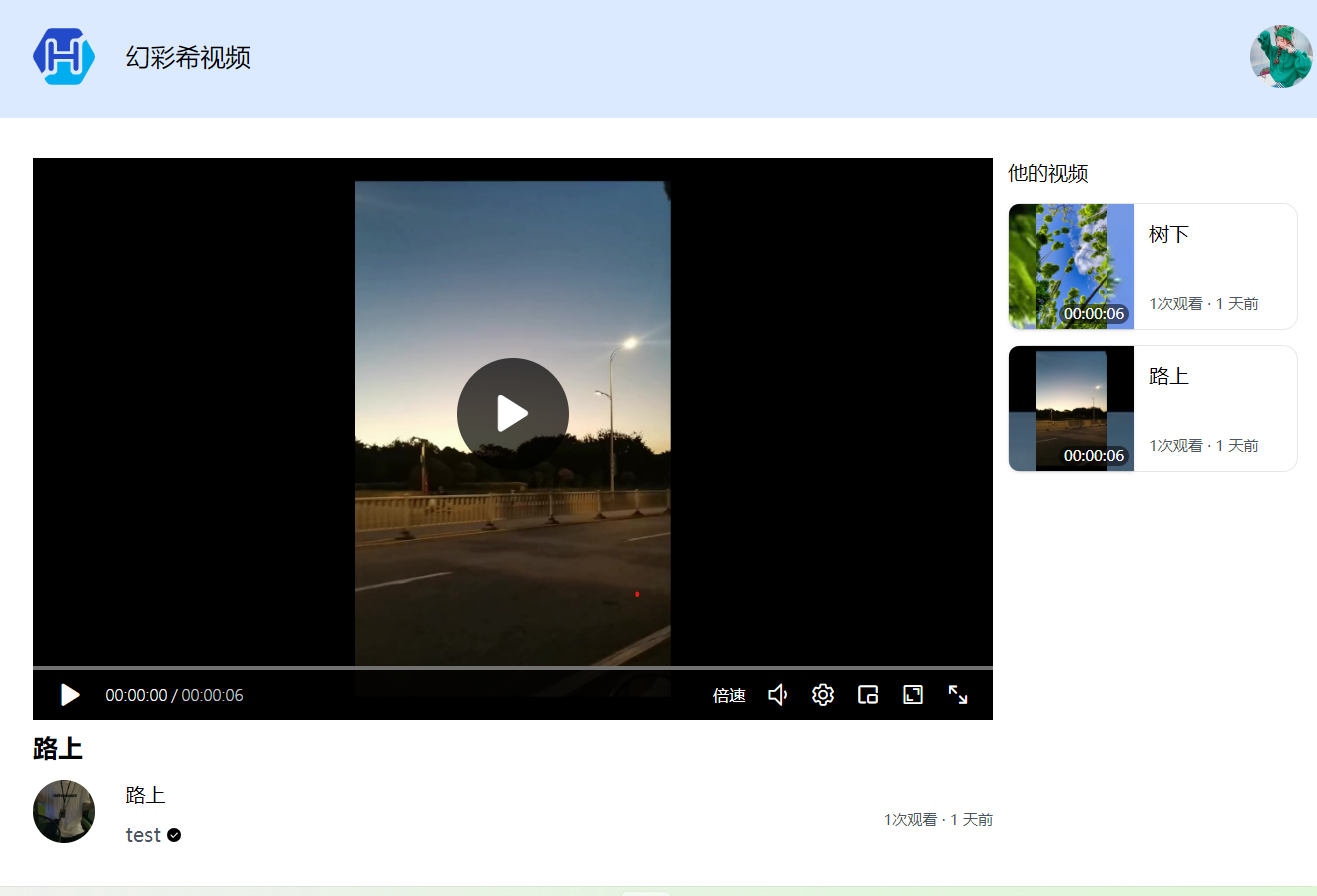 幻彩希视频
他的视频
树下
00:00:06
1次观看 · 1 天前
路上
00:00:06
1次观看 · 1 天前
00:00:00 / 00:00:06
倍速
路上
路上
1次观看 · 1 天前
test